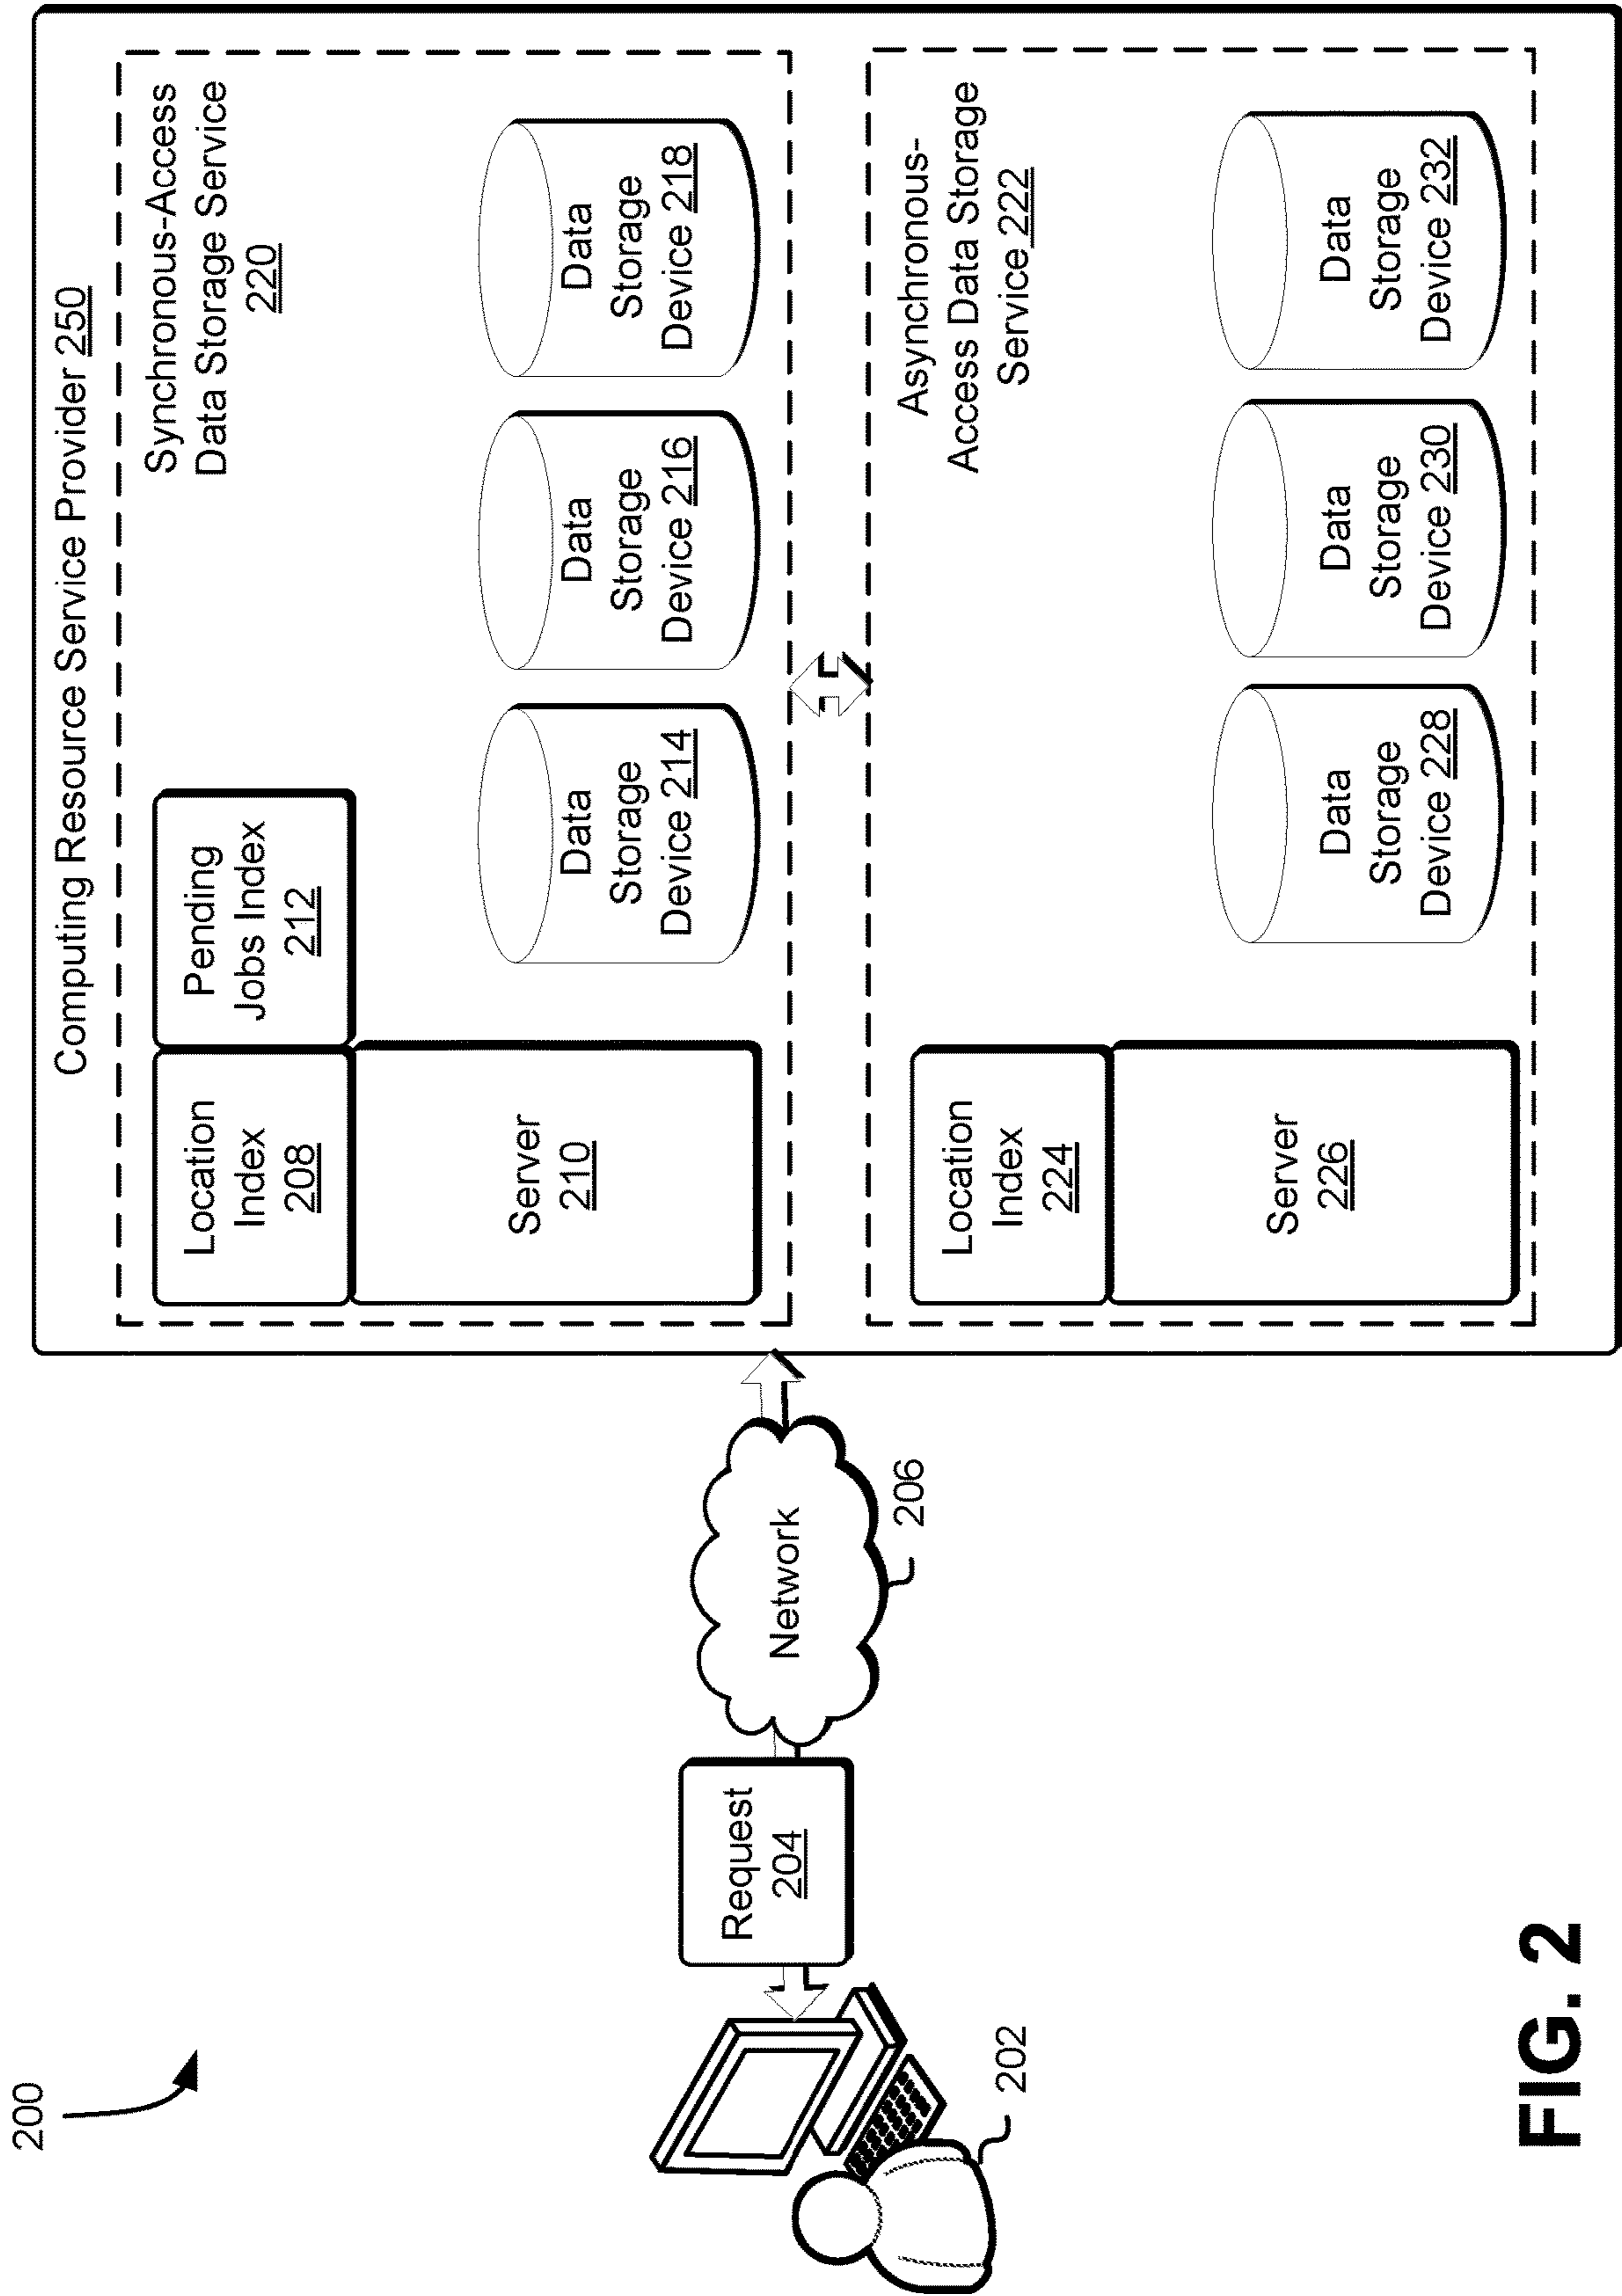 200
Computing Resource Service Provider 250
Synchronous-Access
Data Storage Service
220
Location
Index
208
Pending
Jobs Index
212
Server
210
Data
Storage
Device 214
Data
Storage
Device 216
Data
Storage
Device 218
Request
204
Network
206
202
Asynchronous-
Access Data Storage
Service 222
Location
Index
224
Server
226
Data
Storage
Device 228
Data
Storage
Device 230
Data
Storage
Device 232
FIG. 2